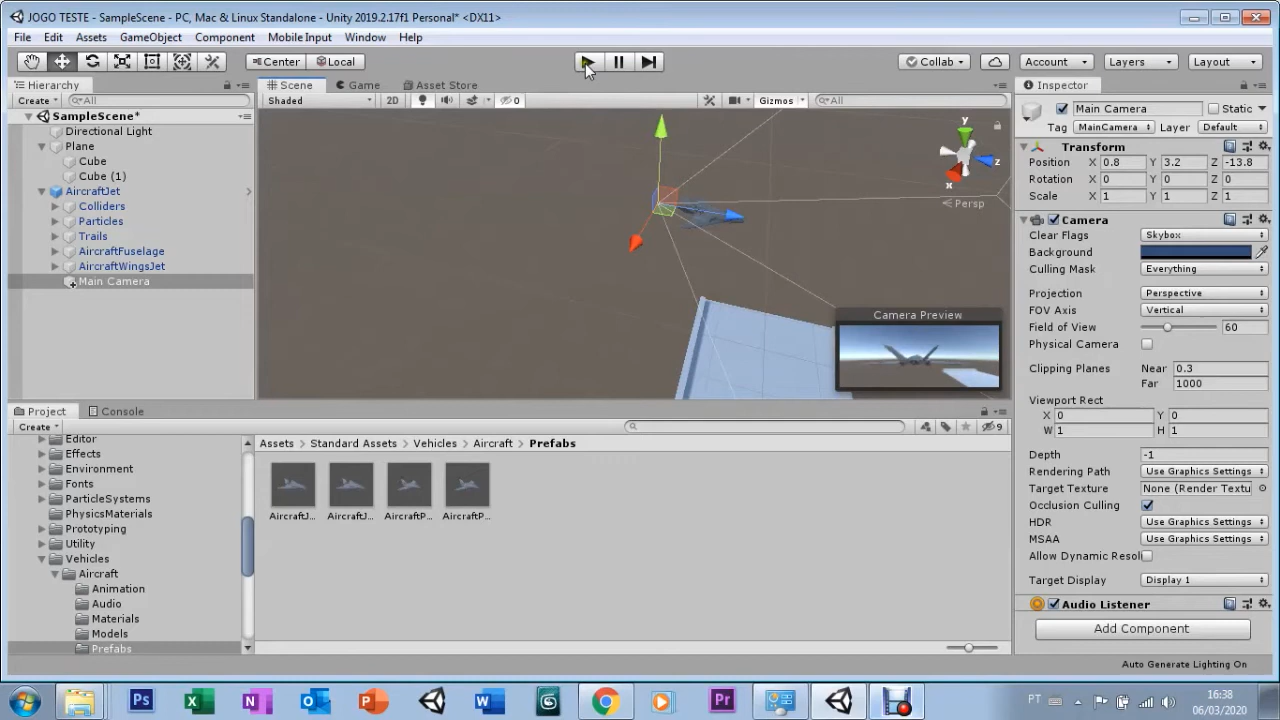 JOGO TESTE - SampleScene - PC, Mac & Linux Standalone - Unity 2019.2.17f1 Personal* <DX11>
File Edit Assets GameObject Component Mobile Input Window Help
Center Local Collab Account Layers Layout
Hierarchy
Create All
SampleScene*
Directional Light
Plane
Cube
Cube (1)
AircraftJet
Colliders
Particles
Trails
AircraftFuselage
AircraftWingsJet
Main Camera
Scene Game Asset Store
Shaded 2D 0 Gizmos All
y
z
x
Persp
Camera Preview
Inspector
Main Camera Static
Tag MainCamera Layer Default
Transform
Position X 0.8 Y 3.2 Z -13.8
Rotation X 0 Y 0 Z 0
Scale X 1 Y 1 Z 1
Camera
Clear Flags Skybox
Background
Culling Mask Everything
Projection Perspective
FOV Axis Vertical
Field of View 60
Physical Camera
Clipping Planes Near 0.3
Far 1000
Viewport Rect
X 0 Y 0
W 1 H 1
Depth -1
Rendering Path Use Graphics Settings
Target Texture None (Render Textu
Occlusion Culling
HDR Use Graphics Settings
MSAA Use Graphics Settings
Allow Dynamic Resol
Target Display Display 1
Audio Listener
Add Component
Auto Generate Lighting On
Project Console
Create 9
Editor
Effects
Environment
Fonts
ParticleSystems
PhysicsMaterials
Prototyping
Utility
Vehicles
Aircraft
Animation
Audio
Materials
Models
Prefabs
Assets Standard Assets Vehicles Aircraft Prefabs
AircraftJ... AircraftJ... AircraftP... AircraftP...
Ps X N O P W Pr PT 16:38
06/03/2020